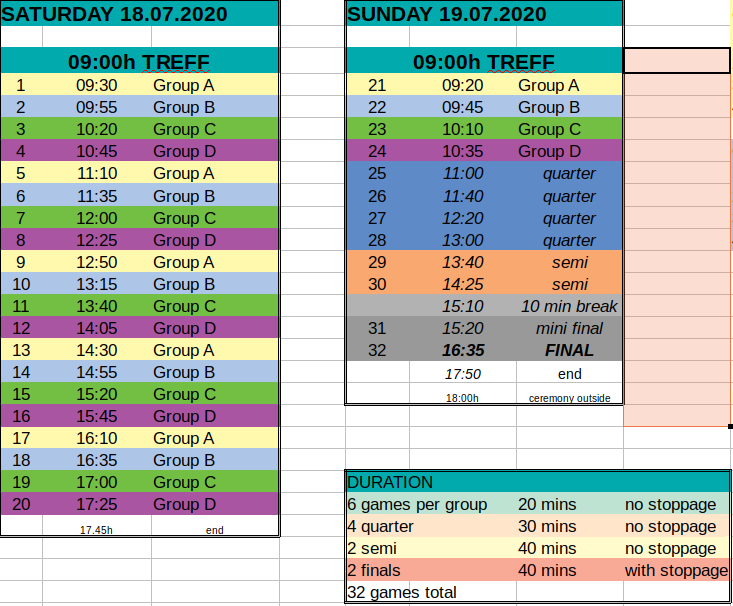 SATURDAY 18.07.2020
09:00h TREFF
1 09:30 Group A
2 09:55 Group B
3 10:20 Group C
4 10:45 Group D
5 11:10 Group A
6 11:35 Group B
7 12:00 Group C
8 12:25 Group D
9 12:50 Group A
10 13:15 Group B
11 13:40 Group C
12 14:05 Group D
13 14:30 Group A
14 14:55 Group B
15 15:20 Group C
16 15:45 Group D
17 16:10 Group A
18 16:35 Group B
19 17:00 Group C
20 17:25 Group D
17.45h end
SUNDAY 19.07.2020
09:00h TREFF
21 09:20 Group A
22 09:45 Group B
23 10:10 Group C
24 10:35 Group D
25 11:00 quarter
26 11:40 quarter
27 12:20 quarter
28 13:00 quarter
29 13:40 semi
30 14:25 semi
15:10 10 min break
31 15:20 mini final
32 16:35 FINAL
17:50 end
18:00h ceremony outside
DURATION
6 games per group 20 mins no stoppage
4 quarter 30 mins no stoppage
2 semi 40 mins no stoppage
2 finals 40 mins with stoppage
32 games total